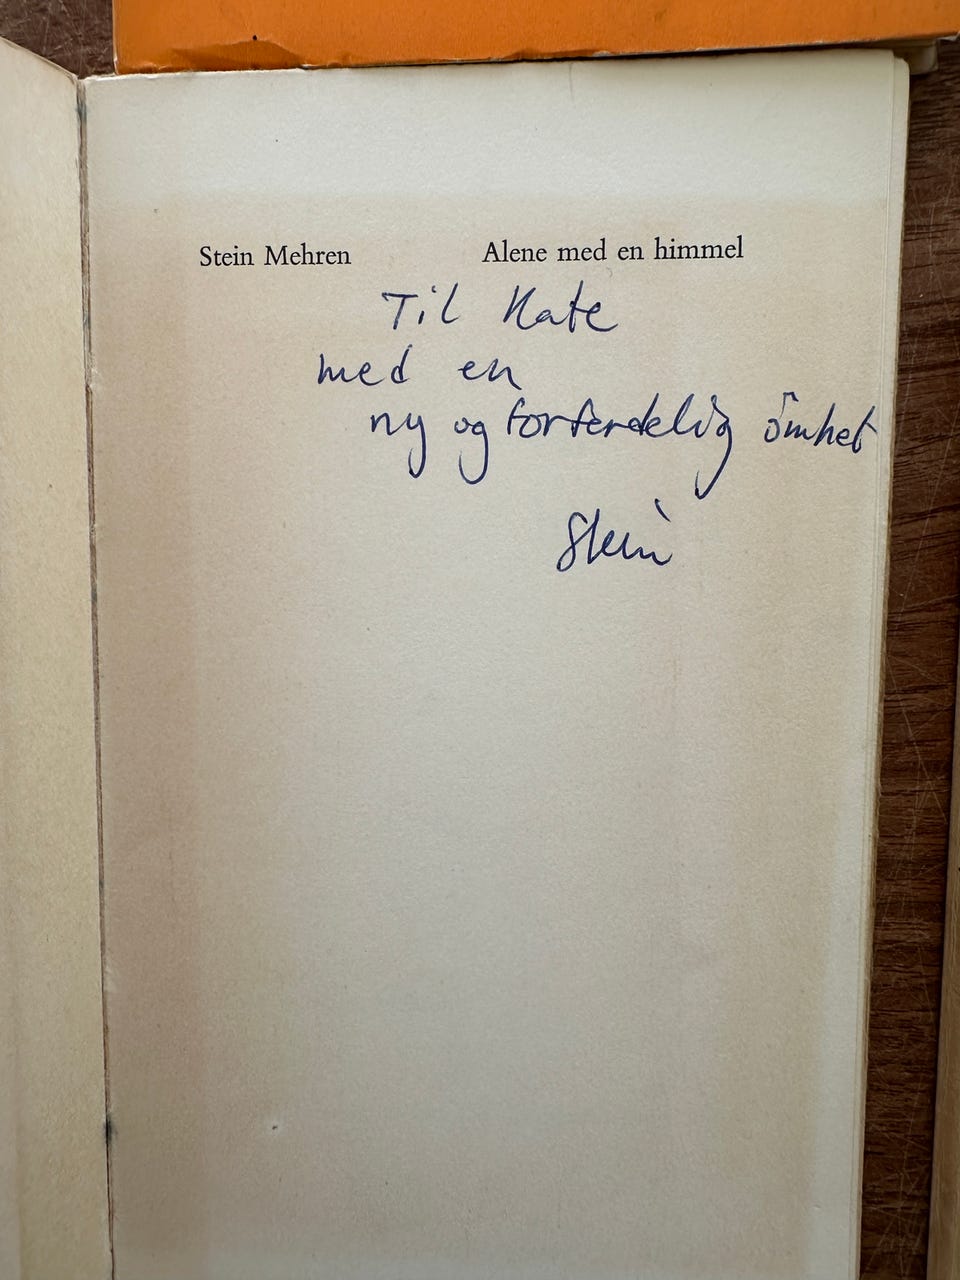 Stein Mehren Alene med en himmel
Til Kate
med en
ny og forferdelig ömhet
Stein